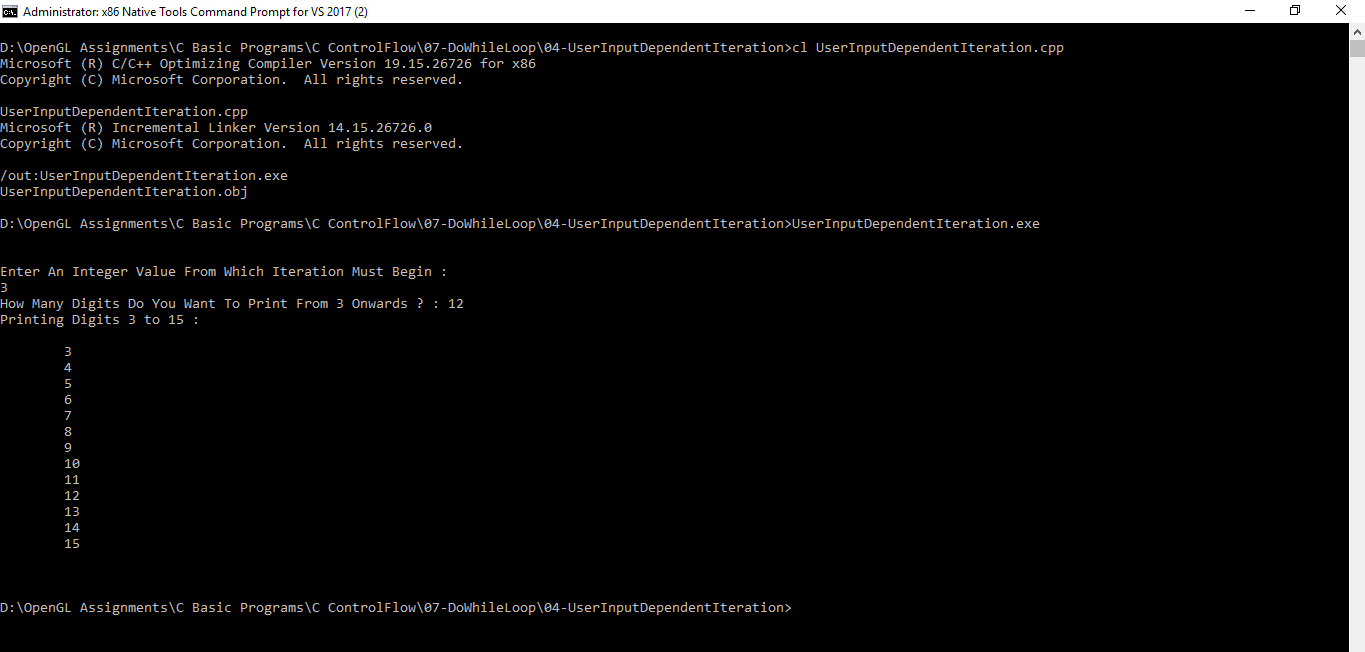 Administrator: x86 Native Tools Command Prompt for VS 2017 (2)
D:\OpenGL Assignments\C Basic Programs\C ControlFlow\07-DoWhileLoop\04-UserInputDependentIteration>cl UserInputDependentIteration.cpp
Microsoft (R) C/C++ Optimizing Compiler Version 19.15.26726 for x86
Copyright (C) Microsoft Corporation.  All rights reserved.
UserInputDependentIteration.cpp
Microsoft (R) Incremental Linker Version 14.15.26726.0
Copyright (C) Microsoft Corporation.  All rights reserved.
/out:UserInputDependentIteration.exe
UserInputDependentIteration.obj
D:\OpenGL Assignments\C Basic Programs\C ControlFlow\07-DoWhileLoop\04-UserInputDependentIteration>UserInputDependentIteration.exe
Enter An Integer Value From Which Iteration Must Begin :
3
How Many Digits Do You Want To Print From 3 Onwards ? : 12
Printing Digits 3 to 15 :
3
4
5
6
7
8
9
10
11
12
13
14
15
D:\OpenGL Assignments\C Basic Programs\C ControlFlow\07-DoWhileLoop\04-UserInputDependentIteration>